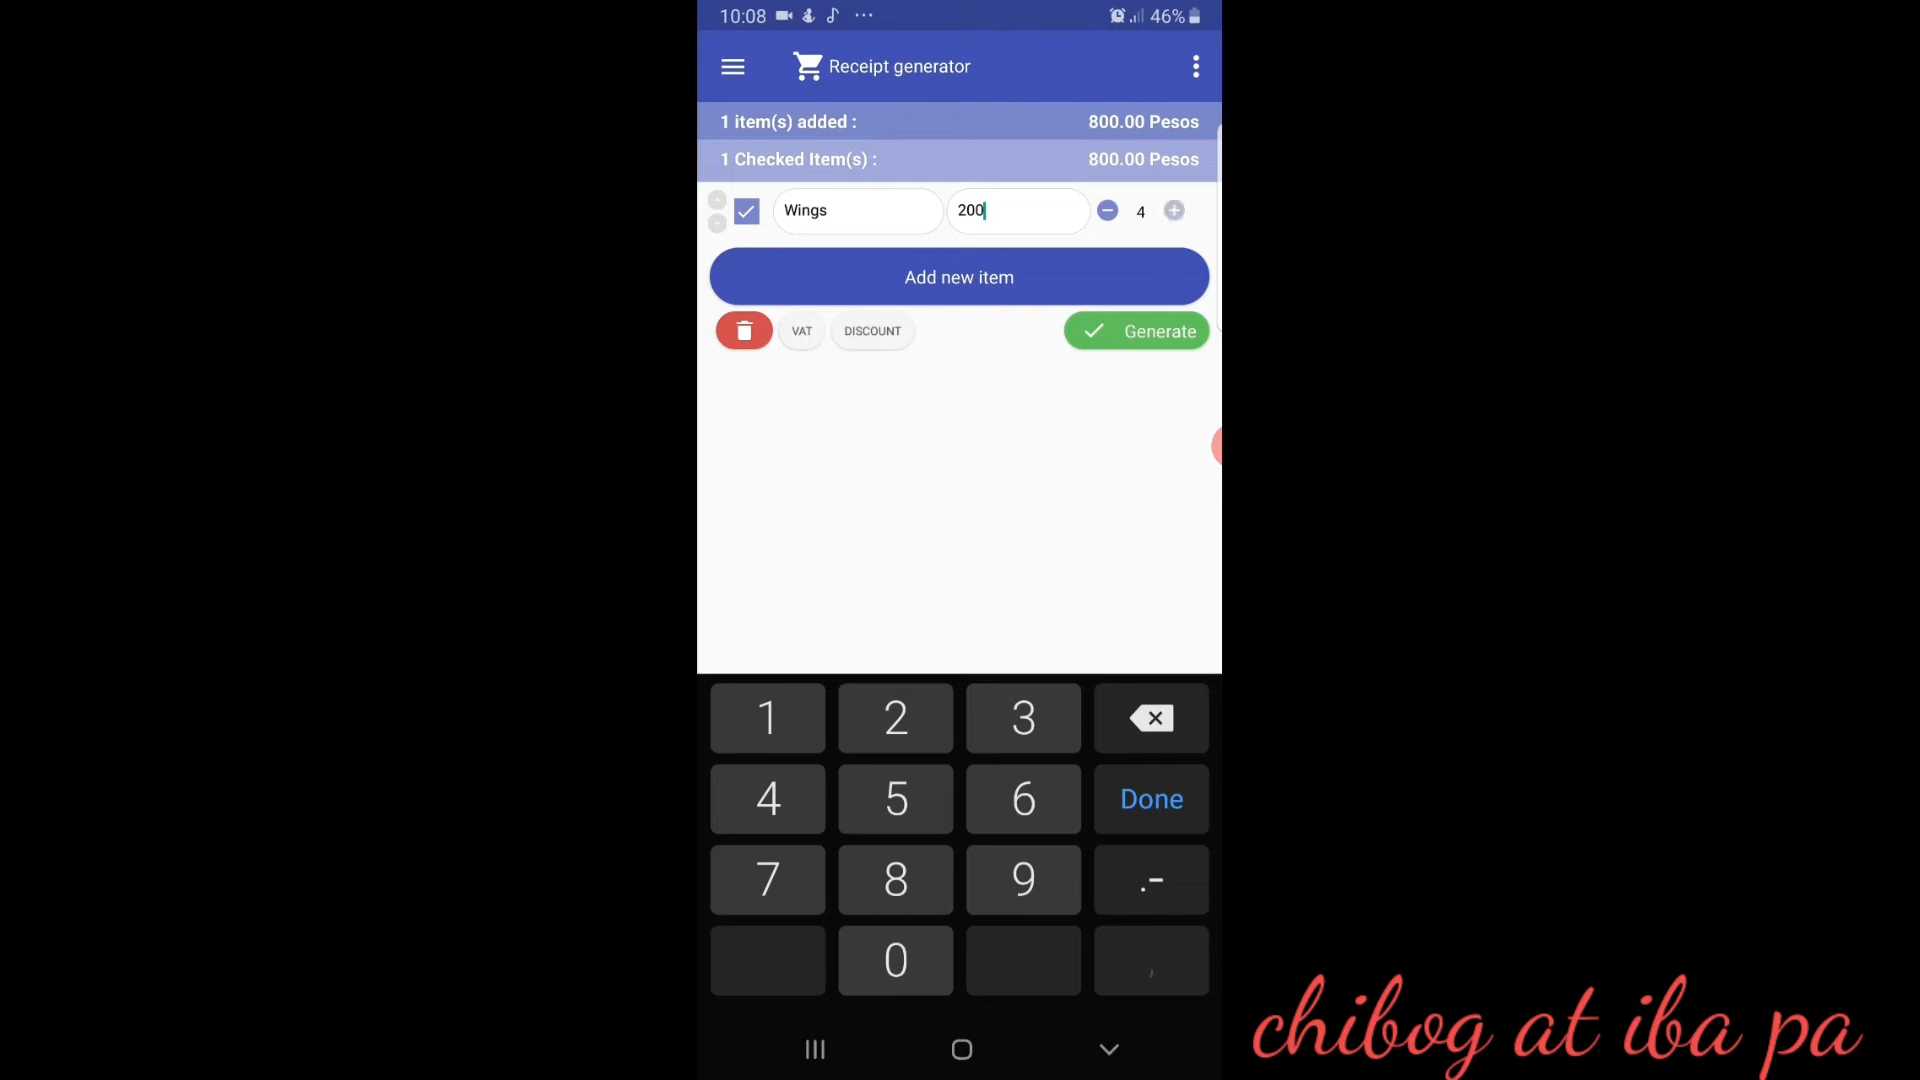 10:08 46%
Receipt generator
1 item(s) added : 800.00 Pesos
1 Checked Item(s) : 800.00 Pesos
Wings 200 4
Add new item
VAT DISCOUNT Generate
1 2 3
4 5 6 Done
7 8 9 .-
0 ,
chibog at iba pa